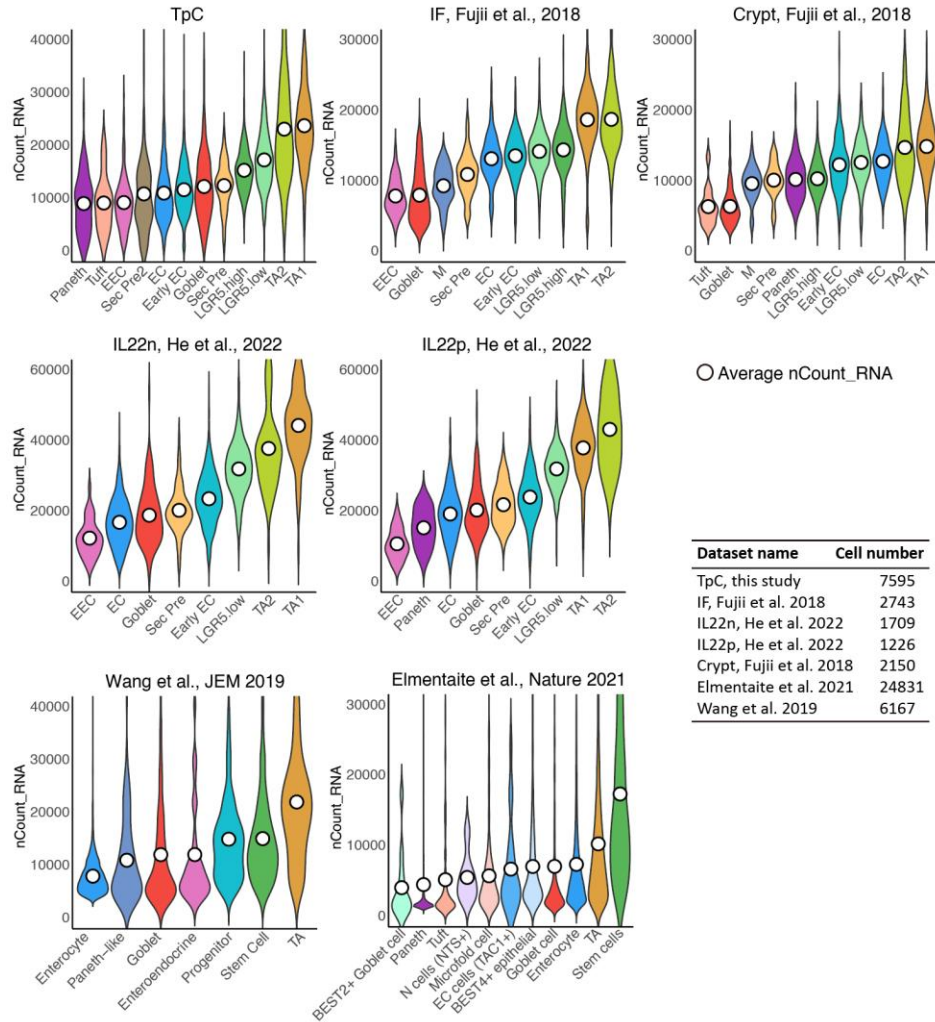 TpC
nCount_RNA
40000
30000
20000
10000
0
Paneth
Tuft
EEC
Sec Pre2
EC
Early EC
Goblet
Sec Pre
LGR5.high
LGR5.low
TA2
TA1
IF, Fujii et al., 2018
nCount_RNA
30000
20000
10000
0
EEC
Goblet
M
Sec Pre
EC
Early EC
LGR5.low
LGR5.high
TA1
TA2
Crypt, Fujii et al., 2018
nCount_RNA
30000
20000
10000
0
Tuft
Goblet
M
Sec Pre
Paneth
LGR5.high
Early EC
LGR5.low
EC
TA2
TA1
IL22n, He et al., 2022
nCount_RNA
60000
40000
20000
0
EEC
EC
Goblet
Sec Pre
Early EC
LGR5.low
TA2
TA1
IL22p, He et al., 2022
nCount_RNA
60000
40000
20000
0
EEC
Paneth
EC
Goblet
Sec Pre
Early EC
LGR5.low
TA1
TA2
Average nCount_RNA
Dataset name Cell number
TpC, this study 7595
IF, Fujii et al. 2018 2743
IL22n, He et al. 2022 1709
IL22p, He et al. 2022 1226
Crypt, Fujii et al. 2018 2150
Elmentaite et al. 2021 24831
Wang et al. 2019 6167
Wang et al., JEM 2019
nCount_RNA
40000
30000
20000
10000
0
Enterocyte
Paneth-like
Goblet
Enteroendocrine
Progenitor
Stem Cell
TA
Elmentaite et al., Nature 2021
nCount_RNA
30000
20000
10000
0
BEST2+ Goblet cell
Paneth
Tuft
N cells (NTS+)
Microfold cell
EC cells (TAC1+)
BEST4+ epithelial
Goblet cell
Enterocyte
TA
Stem cells